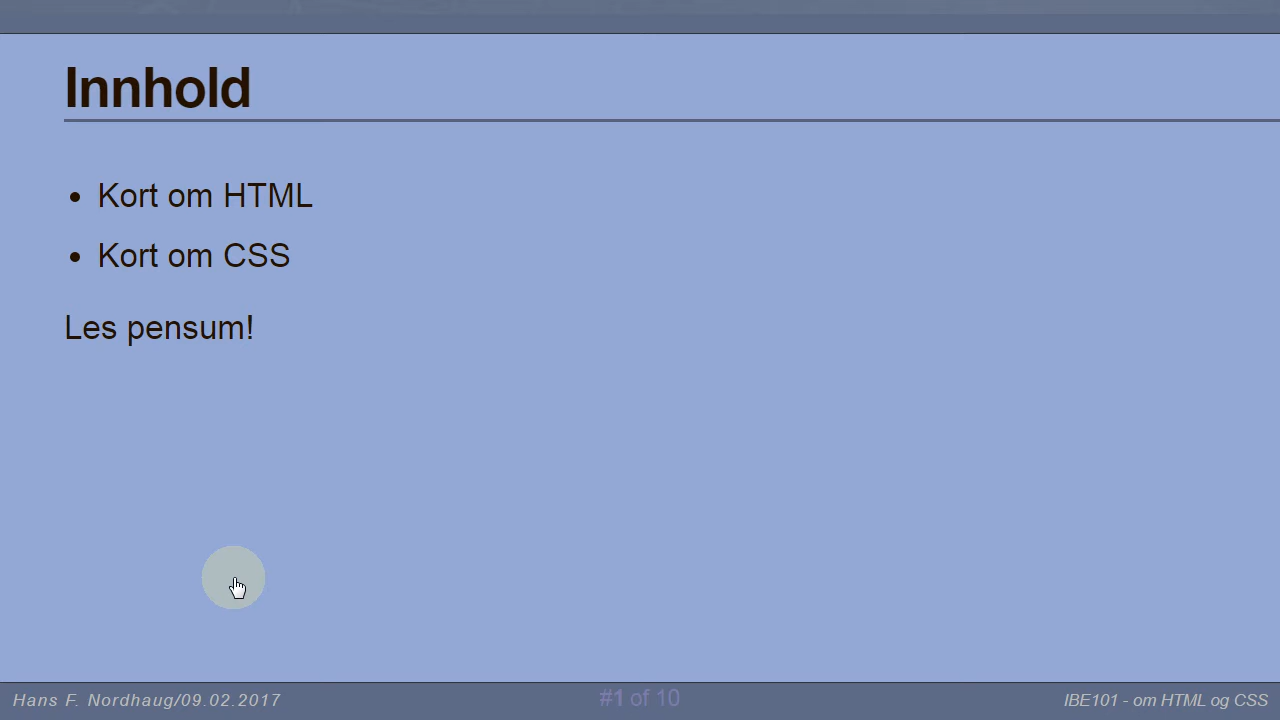 Innhold
Kort om HTML
Kort om CSS
Les pensum!
Hans F. Nordhaug/09.02.2017
#1 of 10
IBE101 - om HTML og CSS